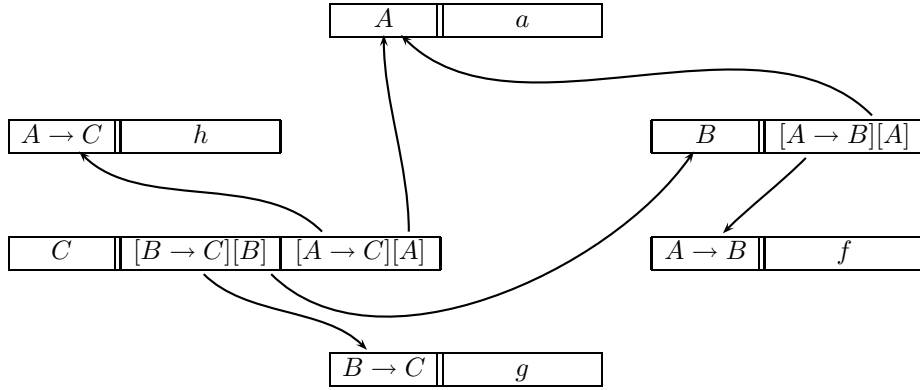 A a
A → C h B [A → B][A]
C [B → C][B] [A → C][A] A → B f
B → C g